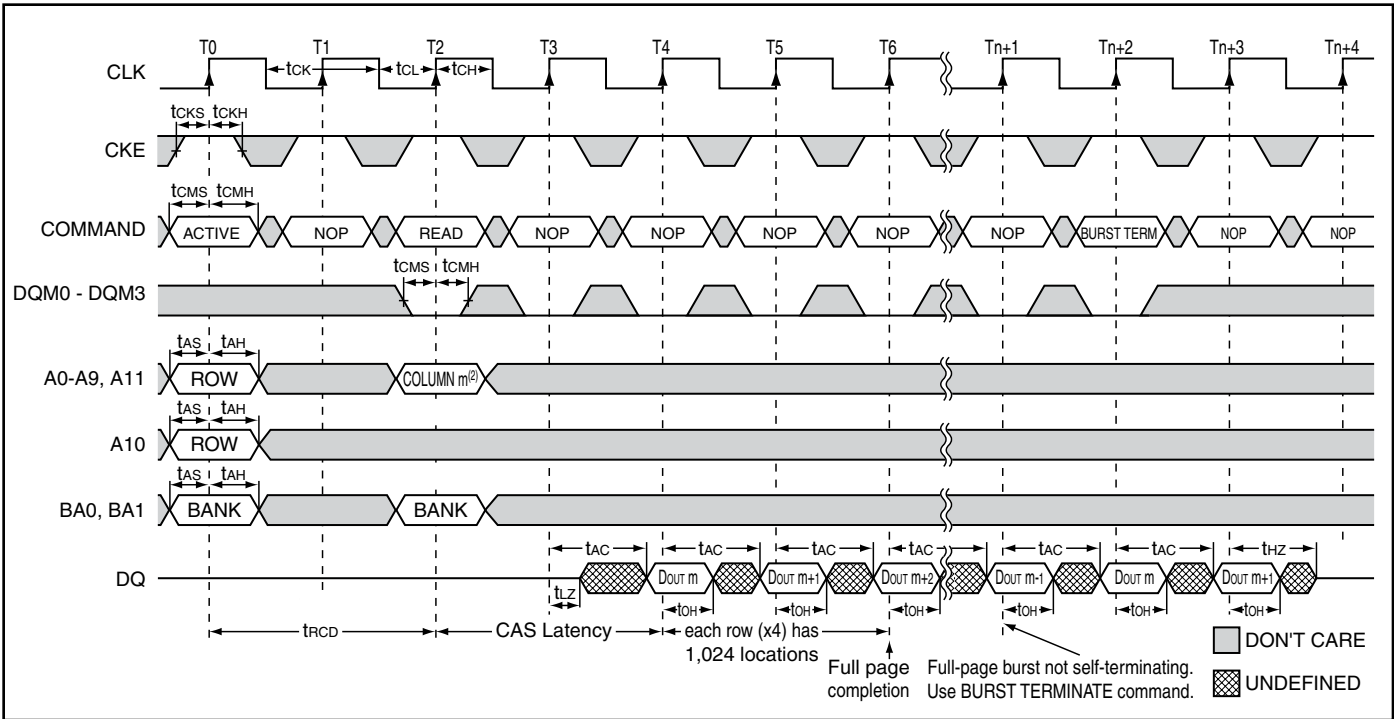 T0 T1 T2 T3 T4 T5 T6 Tn+1 Tn+2 Tn+3 Tn+4
CLK tCK tCL tCH
tCKS tCKH
CKE
tCMS tCMH
COMMAND ACTIVE NOP READ NOP NOP NOP NOP NOP BURST TERM NOP NOP
tCMS tCMH
DQM0 - DQM3
tAS tAH
A0-A9, A11 ROW COLUMN m(2)
tAS tAH
A10 ROW
tAS tAH
BA0, BA1 BANK BANK
tAC tAC tAC tAC tAC tAC tHZ
DQ DOUT m DOUT m+1 DOUT m+2 DOUT m-1 DOUT m DOUT m+1
tLZ tOH tOH tOH tOH tOH tOH
tRCD CAS Latency each row (x4) has
1,024 locations
Full page
completion
Full-page burst not self-terminating.
Use BURST TERMINATE command.
DON'T CARE
UNDEFINED